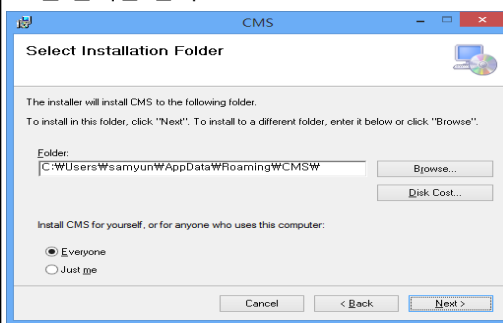 CMS
Select Installation Folder
The installer will install CMS to the following folder.
To install in this folder, click "Next". To install to a different folder, enter it below or click "Browse".
Folder:
C:₩Users₩samyun₩AppData₩Roaming₩CMS₩
Browse...
Disk Cost...
Install CMS for yourself, or for anyone who uses this computer:
Everyone
Just me
Cancel
< Back
Next >